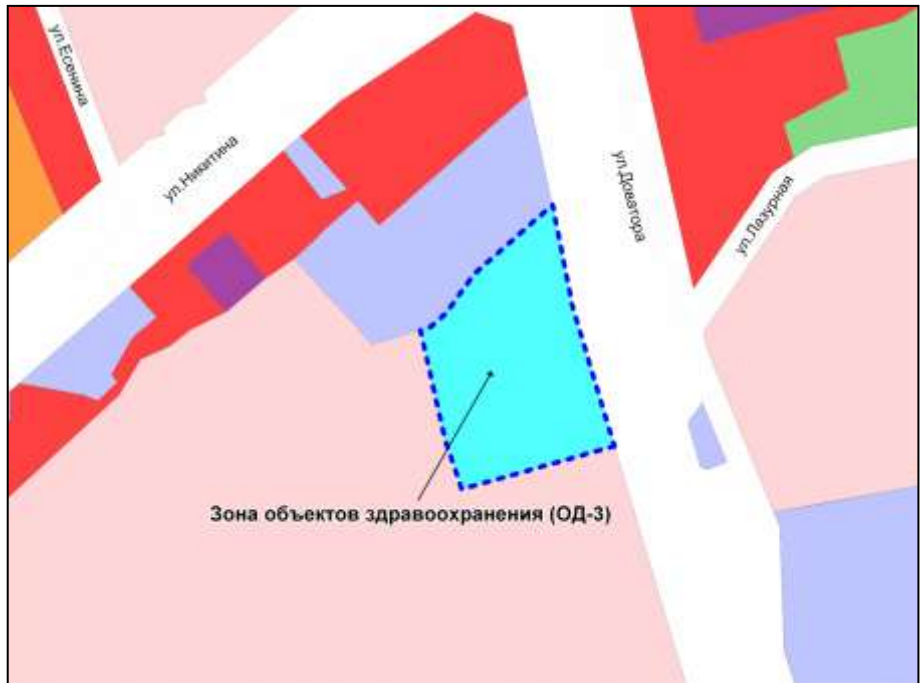 ул.Есенина
ул.Никитина
ул.Доватора
ул.Лазурная
Зона объектов здравоохранения (ОД-3)